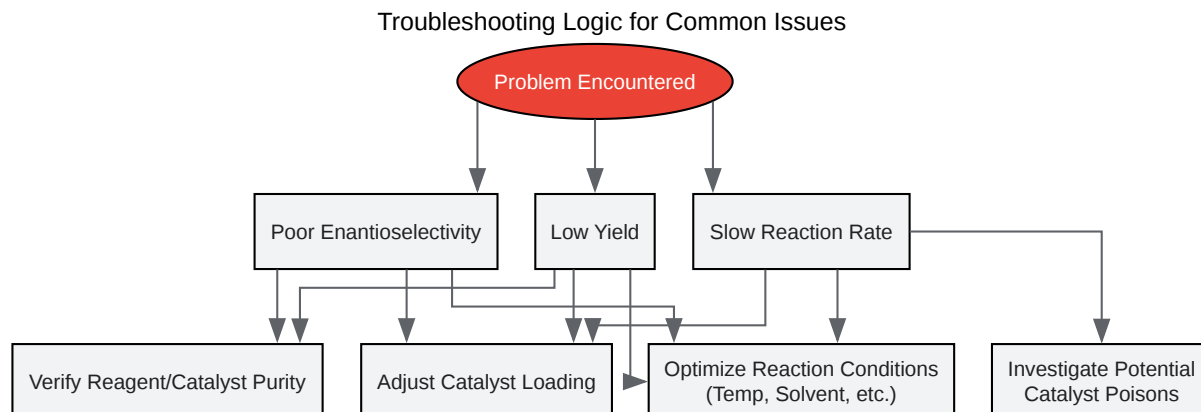 Troubleshooting Logic for Common Issues
Problem Encountered
Poor Enantioselectivity
Low Yield
Slow Reaction Rate
Verify Reagent/Catalyst Purity
Adjust Catalyst Loading
Optimize Reaction Conditions
(Temp, Solvent, etc.)
Investigate Potential
Catalyst Poisons